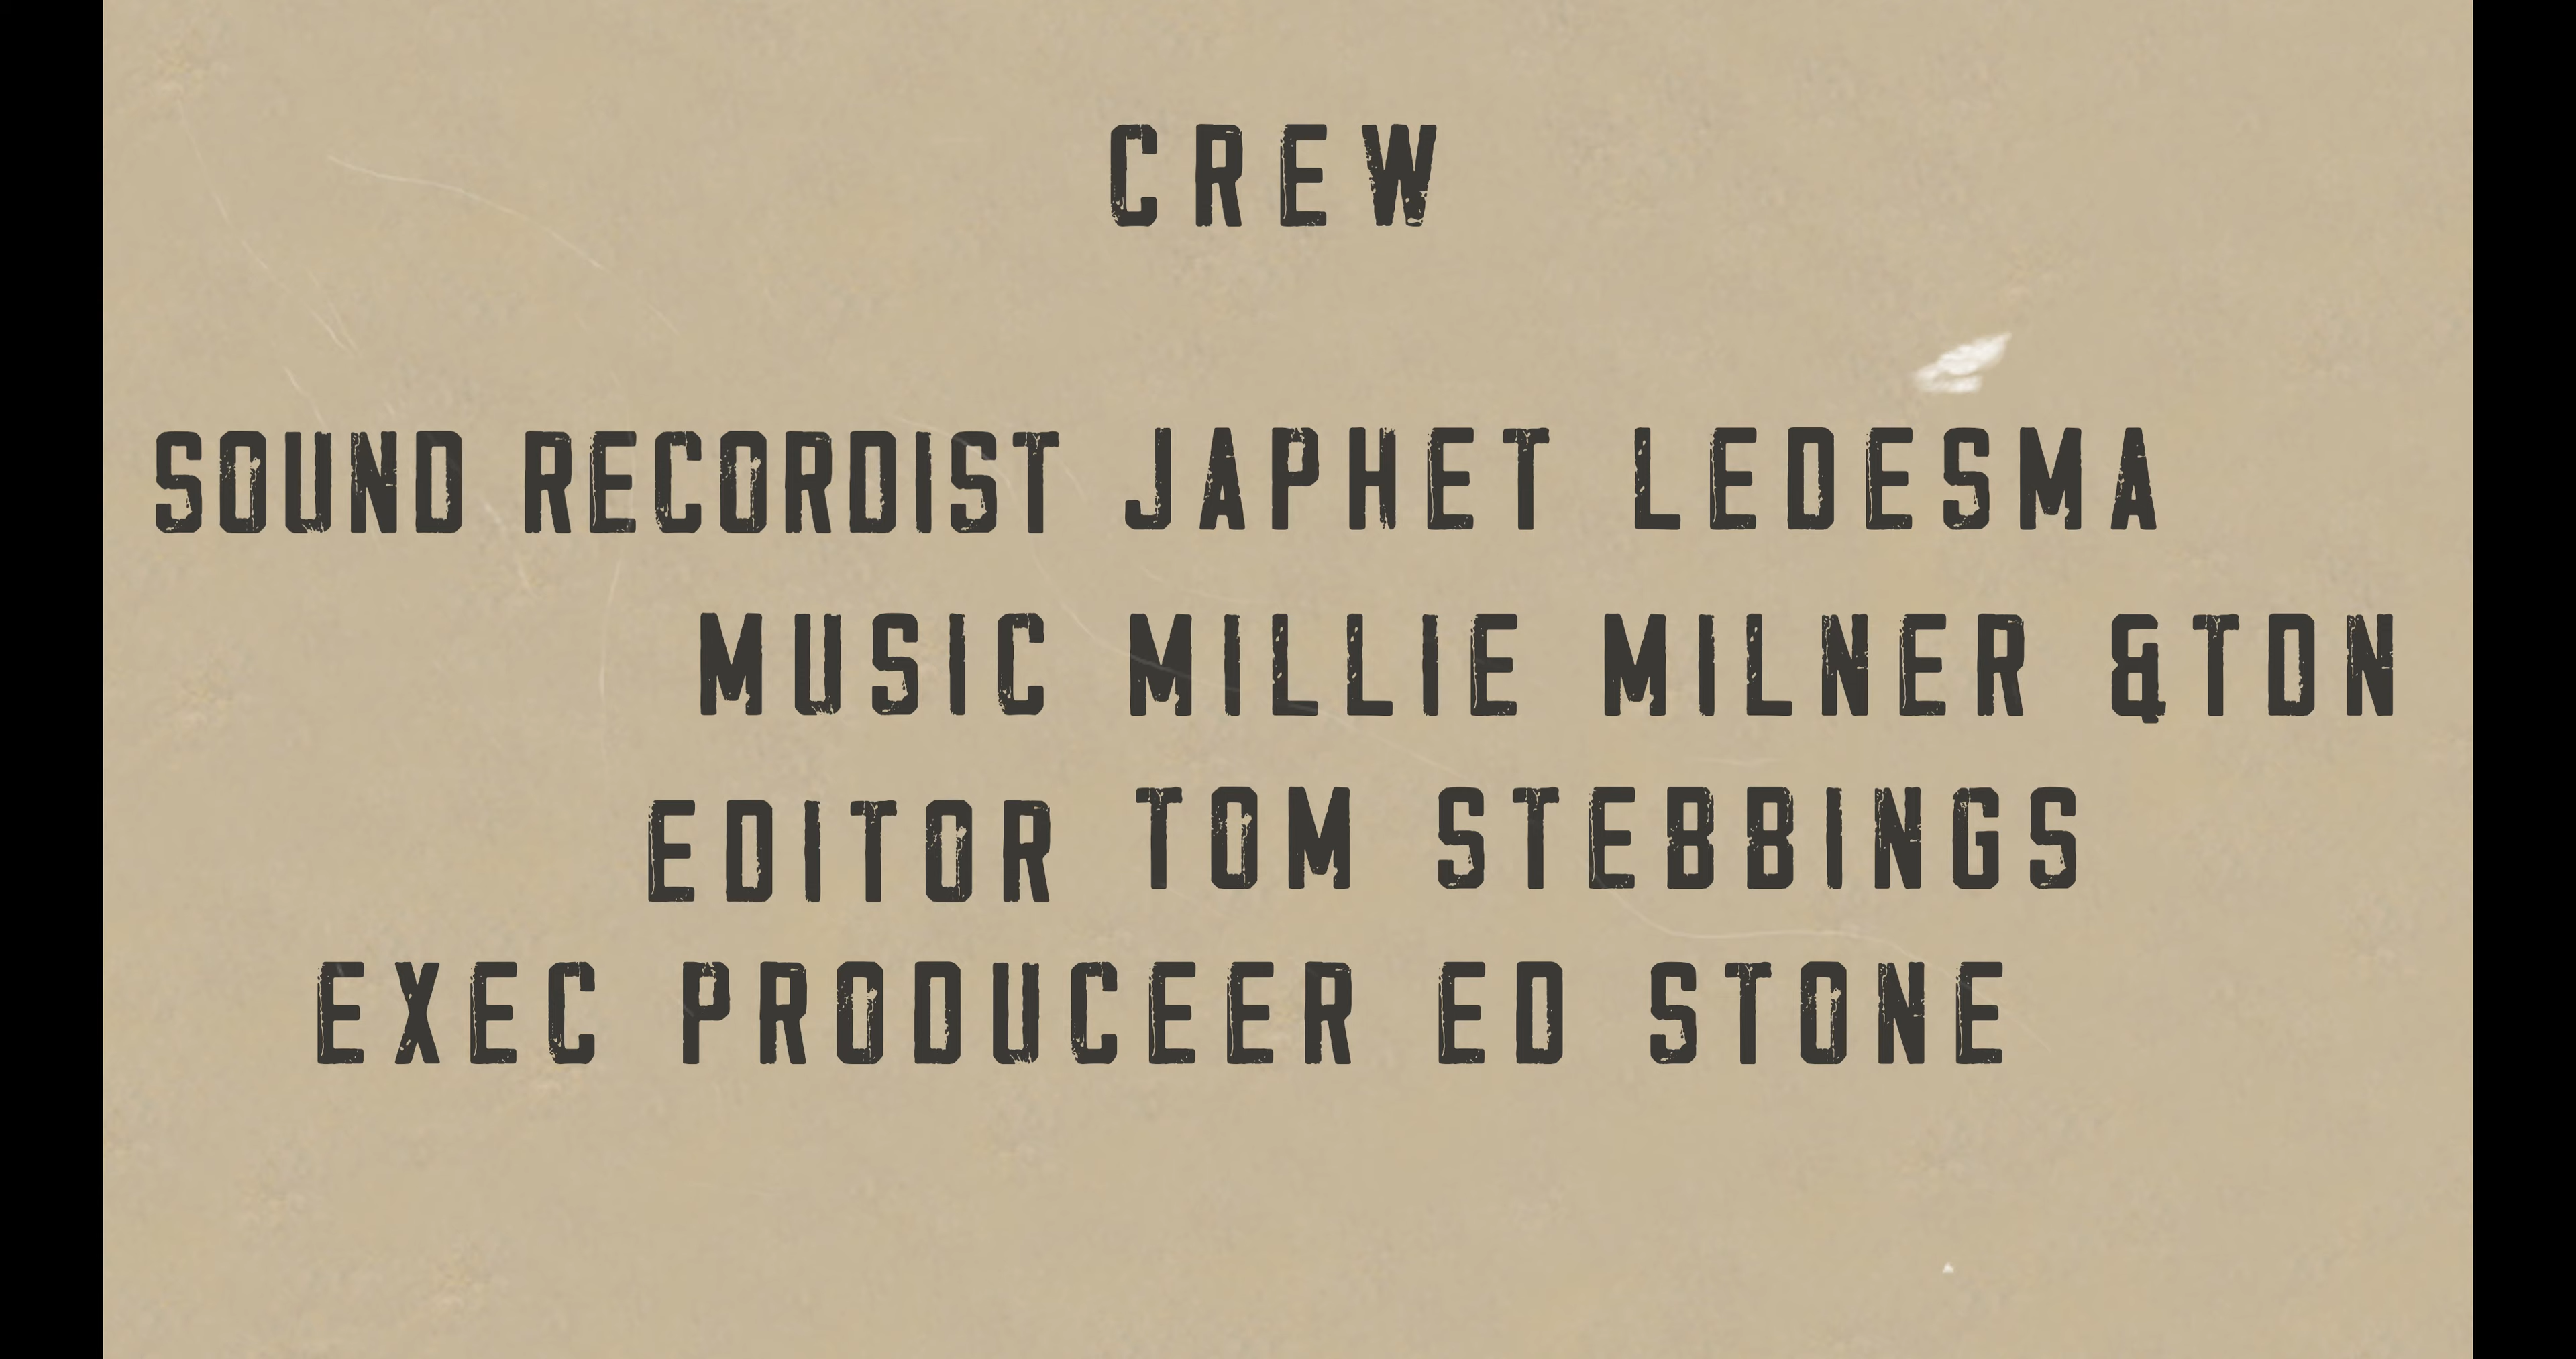 CREW
SOUND RECORDIST JAPHET LEDESMA
MUSIC MILLIE MILNER &TDN
EDITOR TOM STEBBINGS
EXEC PRODUCEER ED STONE